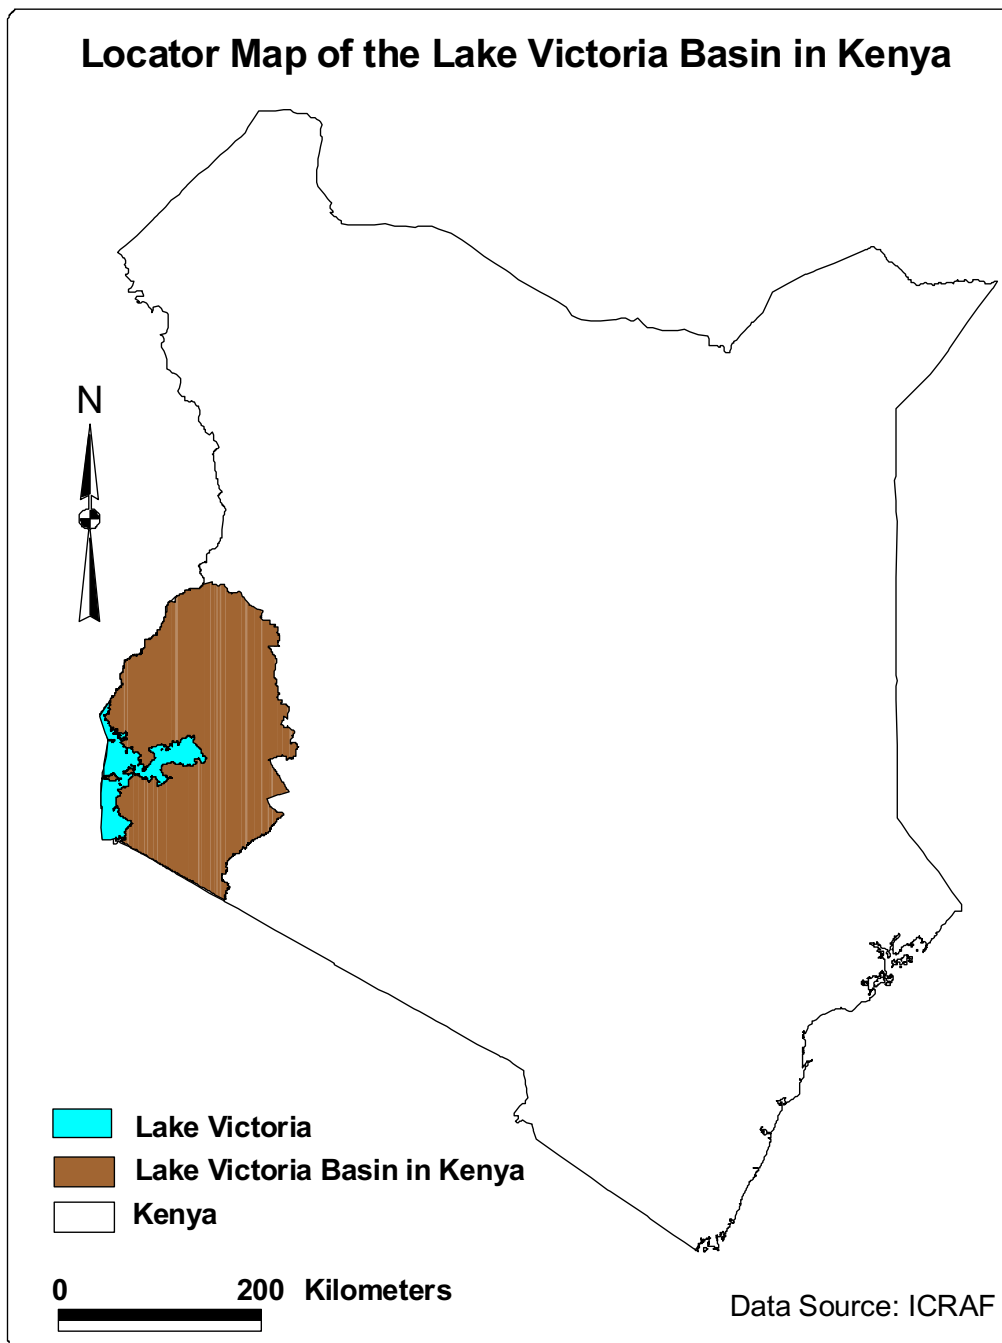 Locator Map of the Lake Victoria Basin in Kenya
N
Lake Victoria
Lake Victoria Basin in Kenya
Kenya
0 200 Kilometers
Data Source: ICRAF